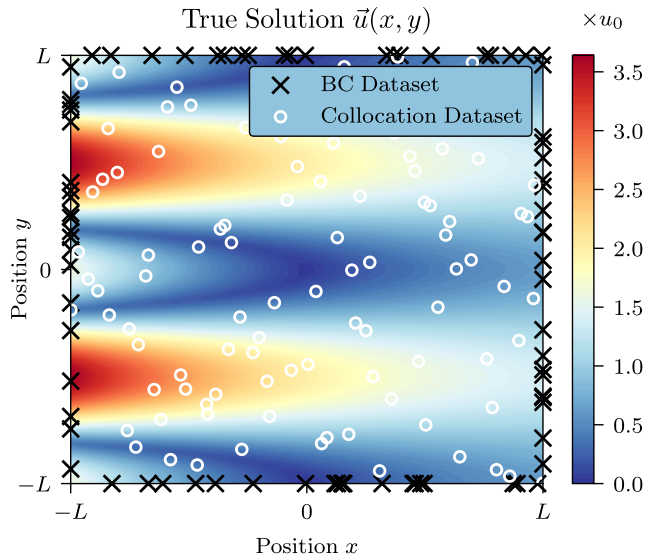 True Solution $\vec{u}(x, y)$
×$u_0$
BC Dataset
Collocation Dataset
Position y
L
0
−L
−L
0
L
Position x
3.5
3.0
2.5
2.0
1.5
1.0
0.5
0.0